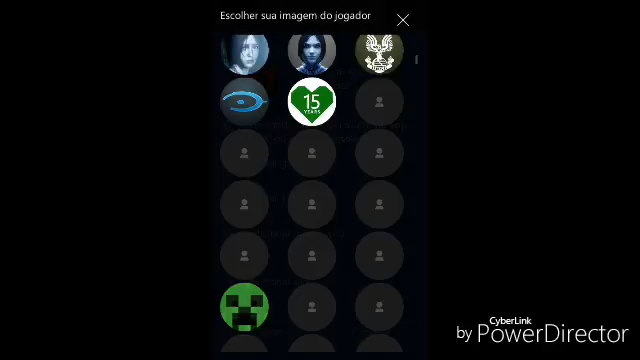 Escolher sua imagem do jogador
15
YEARS
CyberLink
by PowerDirector